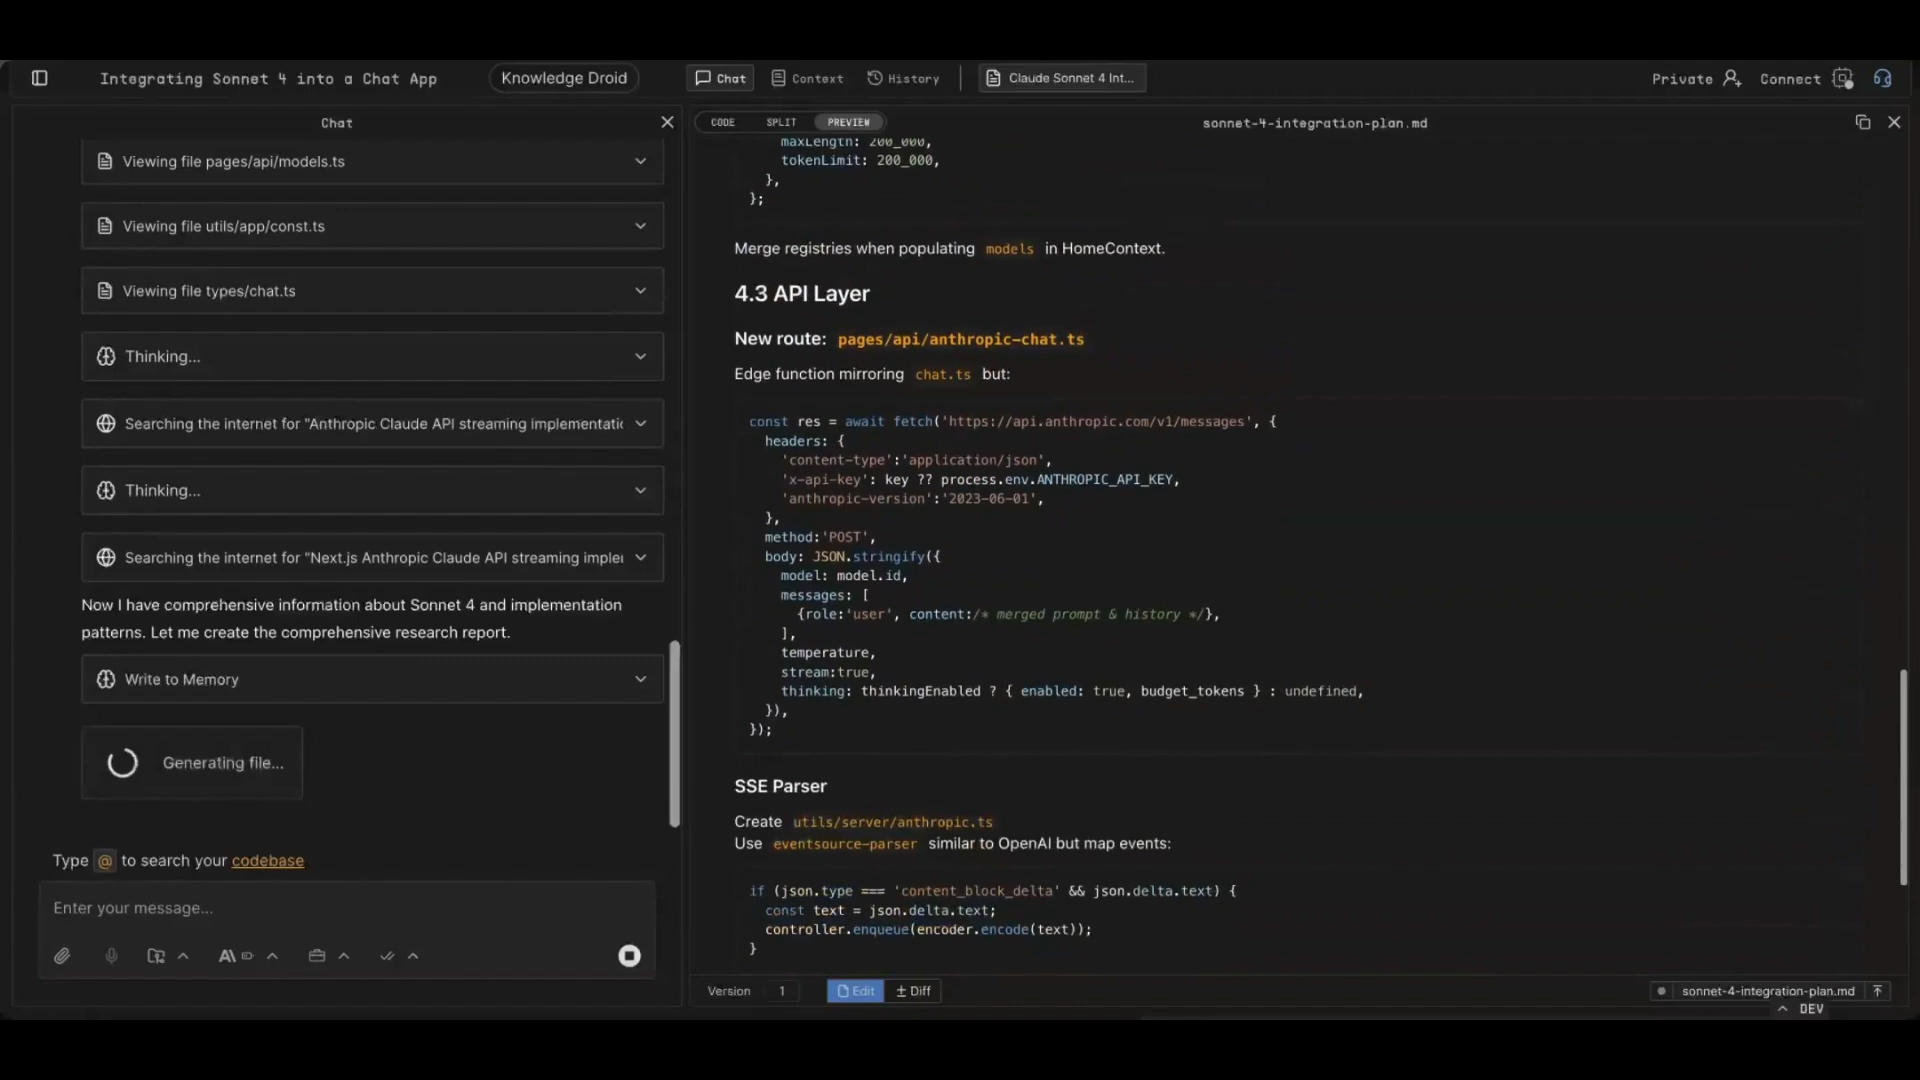 Integrating Sonnet 4 into a Chat App
Knowledge Droid
Chat
Context
History
Claude Sonnet 4 Int...
Private
Connect
Chat
Viewing file pages/api/models.ts
Viewing file utils/app/const.ts
Viewing file types/chat.ts
Thinking...
Searching the internet for "Anthropic Claude API streaming implementatic
Thinking...
Searching the internet for "Next.js Anthropic Claude API streaming imple
Now I have comprehensive information about Sonnet 4 and implementation
patterns. Let me create the comprehensive research report.
Write to Memory
Generating file...
Type @ to search your codebase
Enter your message...
CODE
SPLIT
PREVIEW
sonnet-4-integration-plan.md
maxLength: 200_000,
tokenLimit: 200_000,
},
};
Merge registries when populating models in HomeContext.
4.3 API Layer
New route: pages/api/anthropic-chat.ts
Edge function mirroring chat.ts but:
const res = await fetch('https://api.anthropic.com/v1/messages', {
headers: {
'content-type':'application/json',
'x-api-key': key ?? process.env.ANTHROPIC_API_KEY,
'anthropic-version':'2023-06-01',
},
method:'POST',
body: JSON.stringify({
model: model.id,
messages: [
{role:'user', content:/* merged prompt & history */},
],
temperature,
stream:true,
thinking: thinkingEnabled ? { enabled: true, budget_tokens } : undefined,
}),
});
SSE Parser
Create utils/server/anthropic.ts
Use eventsource-parser similar to OpenAI but map events:
if (json.type === 'content_block_delta' && json.delta.text) {
const text = json.delta.text;
controller.enqueue(encoder.encode(text));
}
Version 1
Edit
± Diff
sonnet-4-integration-plan.md
DEV